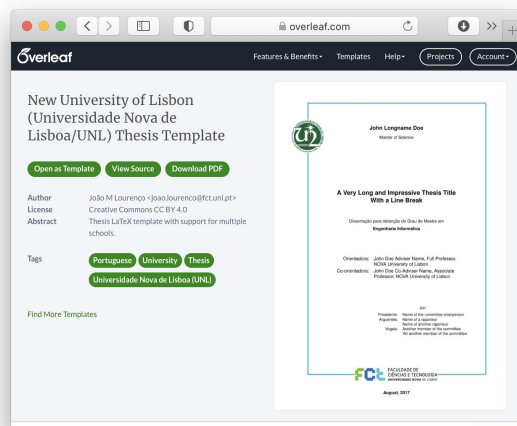 overleaf.com
Overleaf
Features & Benefits
Templates
Help
Projects
Account
New University of Lisbon
(Universidade Nova de
Lisboa/UNL) Thesis Template
Open as Template
View Source
Download PDF
Author
João M Lourenço <joao.lourenco@fct.unl.pt>
License
Creative Commons CC BY 4.0
Abstract
Thesis LaTeX template with support for multiple
schools.
Tags
Portuguese
University
Thesis
Universidade Nova de Lisboa (UNL)
Find More Templates
John Longname Doe
Master of Science
A Very Long and Impressive Thesis Title
With a Line Break
Dissertação para obtenção do Grau de Mestre em
Engenharia Informática
Orientadora: John Doe Adviser Name, Full Professor,
NOVA University of Lisbon
Co-orientadora: John Doe Co-Adviser Name, Associate
Professor, NOVA University of Lisbon
Júri
Presidente: Name of the committee chairperson
Arguentes: Name of a raporteur
Name of another raporteur
Vogais: Another member of the committee
Yet another member of the committee
FCt
FACULDADE DE
CIÊNCIAS E TECNOLOGIA
UNIVERSIDADE NOVA DE LISBOA
August, 2017